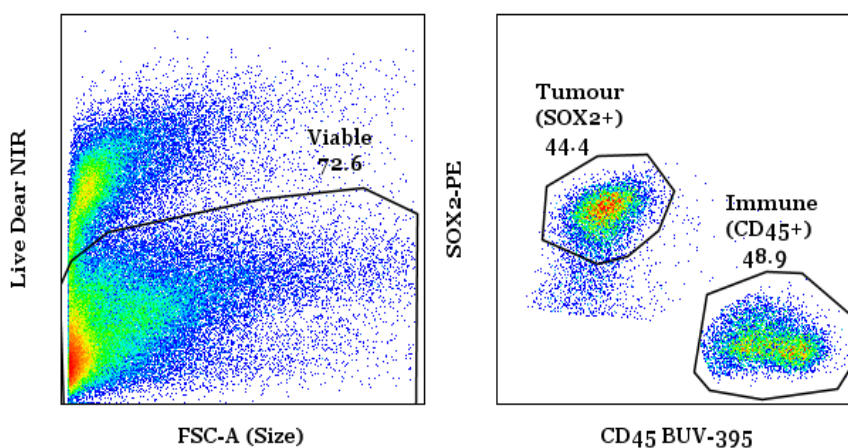 Live Dear NIR
Viable
72.6
FSC-A (Size)
SOX2-PE
Tumour
(SOX2+)
44.4
Immune
(CD45+)
48.9
CD45 BUV-395